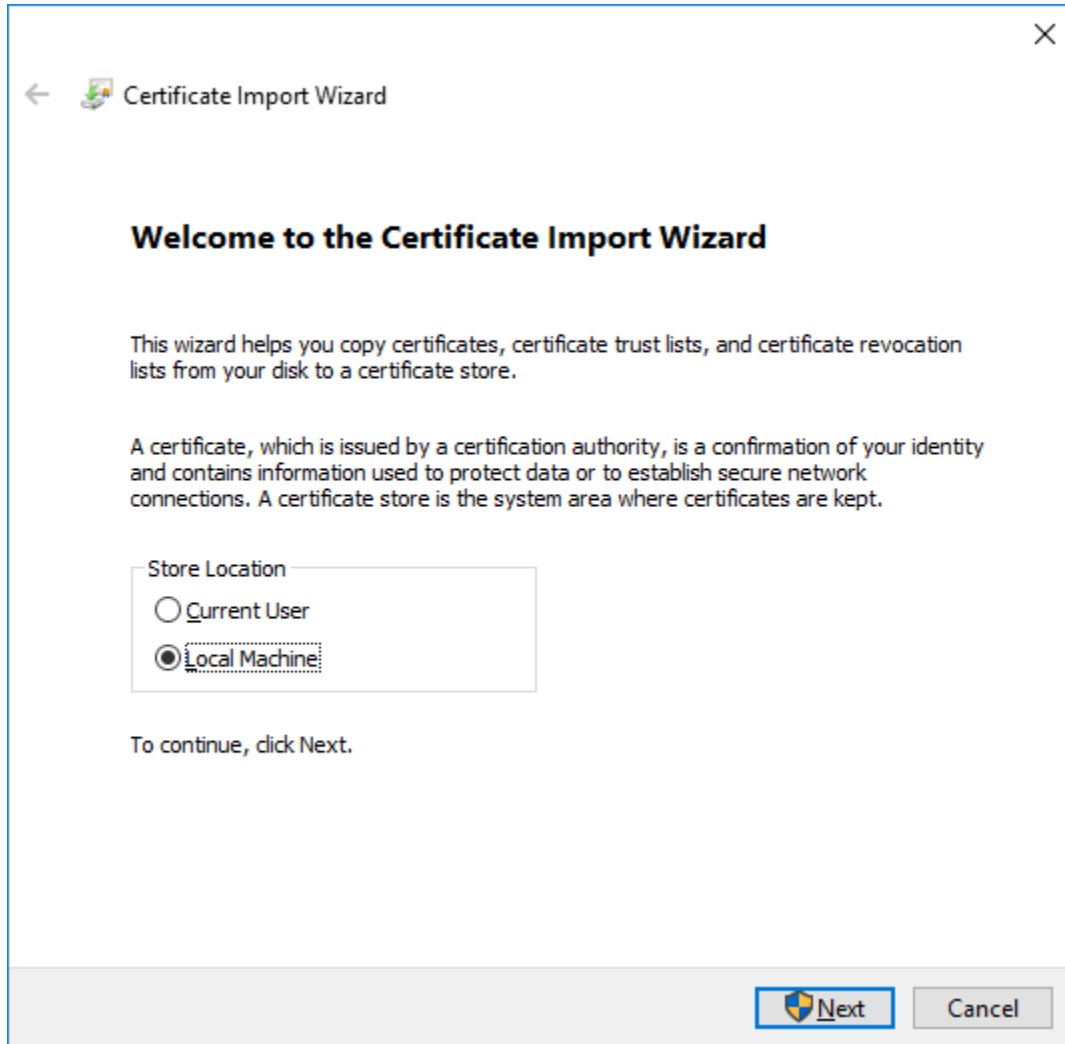 Certificate Import Wizard
Welcome to the Certificate Import Wizard
This wizard helps you copy certificates, certificate trust lists, and certificate revocation
lists from your disk to a certificate store.
A certificate, which is issued by a certification authority, is a confirmation of your identity
and contains information used to protect data or to establish secure network
connections. A certificate store is the system area where certificates are kept.
Store Location
Current User
Local Machine
To continue, click Next.
Next
Cancel